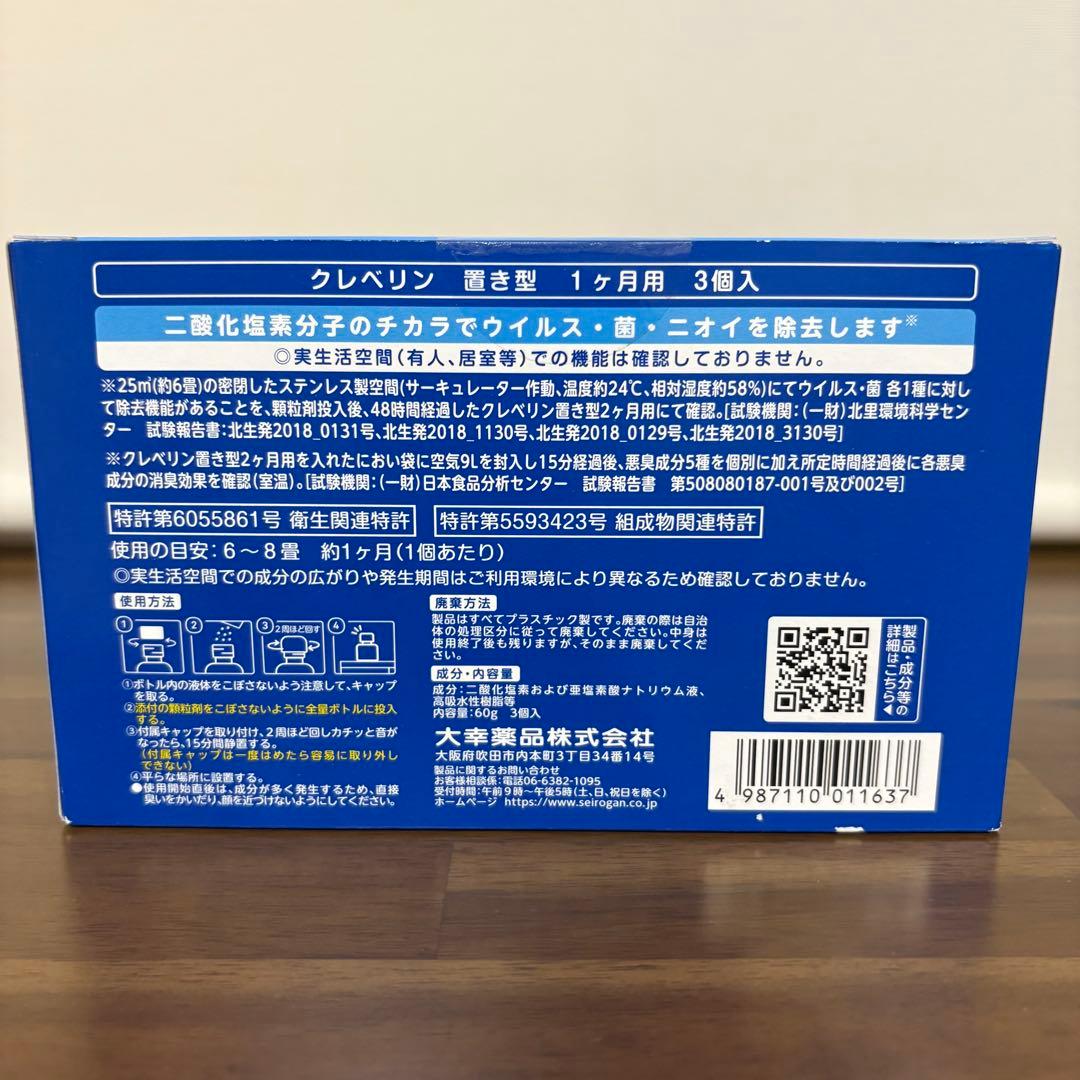 クレベリン 置き型 1ヶ月用 3個入
二酸化塩素分子のチカラでウイルス・菌・ニオイを除去します※
◎実生活空間(有人、居室等)での機能は確認しておりません。
※25㎥(約6畳)の密閉したステンレス製空間(サーキュレーター作動、温度約24℃、相対湿度約58%)にてウイルス・菌 各1種に対し
て除去機能があることを、顆粒剤投入後、48時間経過したクレベリン置き型2ヶ月用にて確認。[試験機関:(一財)北里環境科学セン
ター 試験報告書:北生発2018_0131号、北生発2018_1130号、北生発2018_0129号、北生発2018_3130号]
※クレベリン置き型2ヶ月用を入れたにおい袋に空気9Lを封入し15分経過後、悪臭成分5種を個別に加え所定時間経過後に各悪臭
成分の消臭効果を確認(室温)。[試験機関:(一財)日本食品分析センター 試験報告書 第508080187-001号及び002号]
特許第6055861号 衛生関連特許
特許第5593423号 組成物関連特許
使用の目安:6〜8畳 約1ヶ月(1個あたり)
◎実生活空間での成分の広がりや発生期間はご利用環境により異なるため確認しておりません。
使用方法
① ② ③ 2周ほど回す ④
①ボトル内の液体をこぼさないよう注意して、キャップ
を取る。
②添付の顆粒剤をこぼさないように全量ボトルに投入
する。
③付属キャップを取り付け、2周ほど回しカチッと音が
なったら、15分間静置する。
(付属キャップは一度はめたら容易に取り外し
できない)
④平らな場所に設置する。
●使用開始直後は、成分が多く発生するため、直接
臭いをかいだり、顔を近づけないようにしてください。
廃棄方法
製品はすべてプラスチック製です。廃棄の際は自治
体の処理区分に従って廃棄してください。中身は
使用終了後も残りますが、そのまま廃棄してくだ
さい。
成分・内容量
成分:二酸化塩素および亜塩素酸ナトリウム液、
高吸水性樹脂等
内容量:60g 3個入
大幸薬品株式会社
大阪府吹田市内本町3丁目34番14号
製品に関するお問い合わせ
お客様相談係:電話06-6382-1095
受付時間:午前9時〜午後5時(土、日、祝日を除く)
ホームページ https://www.seirogan.co.jp
製品・成分等の
詳細はこちら▲
4 987110 011637